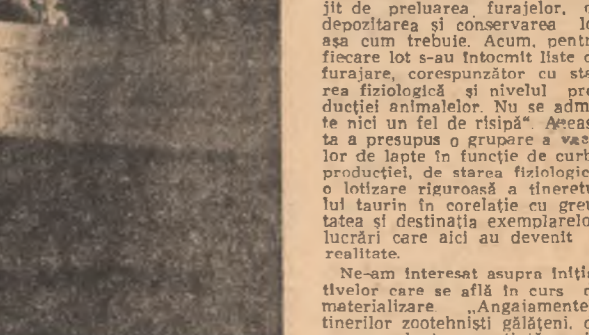 jit de preluarea furajelor,
depozitarea și conservarea
așa cum trebuie. Acum, pentr
fiecare lot s-au întocmit liste
furajare, corespunzător cu sta
rea fiziologică și nivelul pro
ducției animalelor. Nu se admi
te nici un fel de risipă“. Aceas
ta a presupus o grupare a
lor de lapte în funcție de curb
producției, de starea fiziologic
o lotizare riguroasă a tineretu
lui taurin în corelație cu greu
tatea și destinația exemplarelo
lucrări care aici au devenit
realitate.
Ne-am interesat asupra iniția
tivelor care se află în curs
materializare. „Angajamente
tinerilor zootehniști gălățeni,